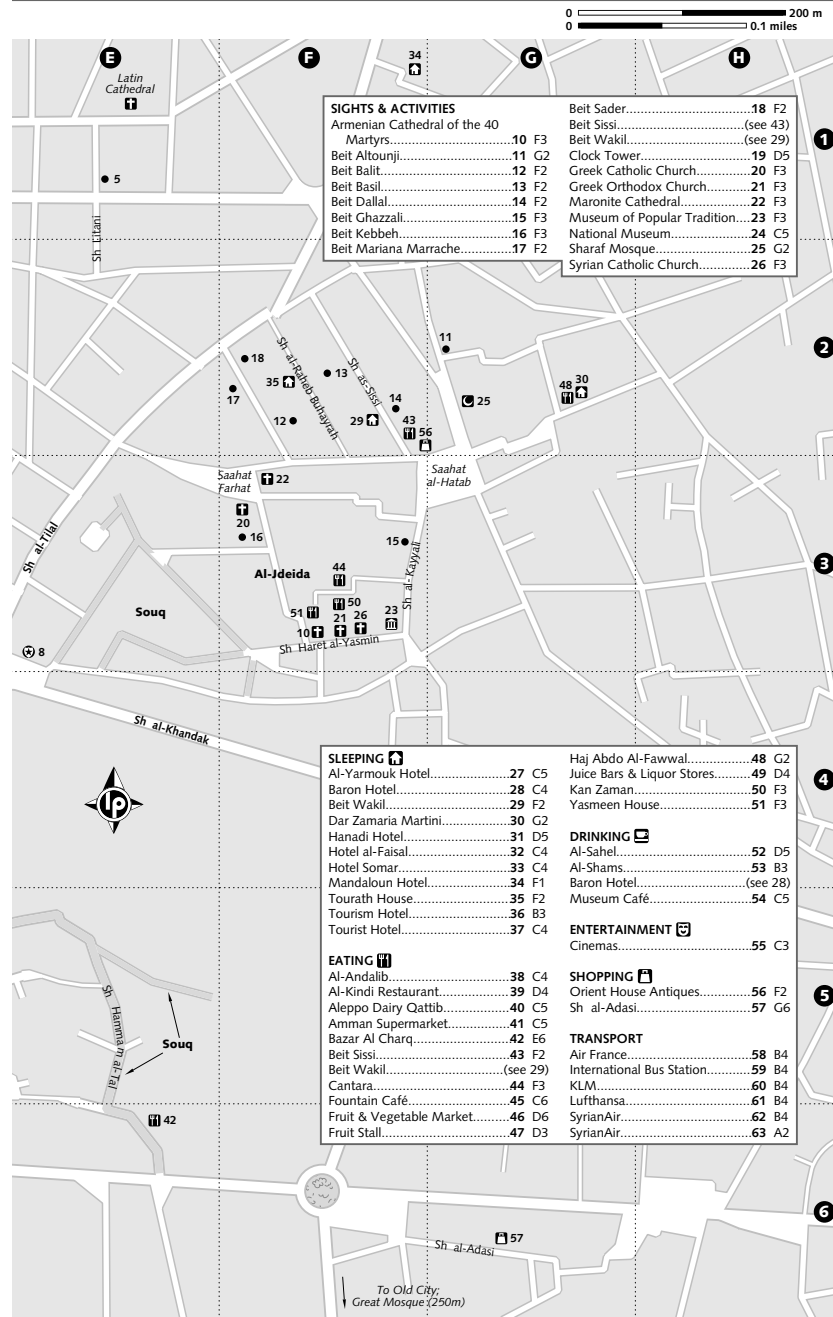 0 200 m
0 0.1 miles
E
F
G
H
34
Latin
Cathedral
SIGHTS & ACTIVITIES
Armenian Cathedral of the 40
Martyrs............................10 F3
Beit Altounji..........................11 G2
Beit Balit..............................12 F2
Beit Basil..............................13 F2
Beit Dallal............................14 F2
Beit Ghazzali........................15 F3
Beit Kebbeh..........................16 F3
Beit Mariana Marrache..........17 F2
Beit Sader............................18 F2
Beit Sissi.........................(see 43)
Beit Wakil........................(see 29)
Clock Tower.........................19 D5
Greek Catholic Church...........20 F3
Greek Orthodox Church.........21 F3
Maronite Cathedral................22 F3
Museum of Popular Tradition....23 F3
National Museum..................24 C5
Sharaf Mosque......................25 G2
Syrian Catholic Church...........26 F3
1
5
Sh Litani
2
11
18
17
35
Sh al-Raheb Buhayrah
13
Sh as-Sissi
12
14
29
43
56
25
48
30
Saahat
Farhat
22
Saahat
al-Hatab
20
16
15
Sh al-Tilal
Al-Jdeida
44
Sh al-Kayyali
3
Souq
51
50
10
21
26
23
Sh Haret al-Yasmin
8
Sh al-Khandak
lp
4
SLEEPING
Al-Yarmouk Hotel..........................27 C5
Baron Hotel..................................28 C4
Beit Wakil....................................29 F2
Dar Zamaria Martini......................30 G2
Hanadi Hotel................................31 D5
Hotel al-Faisal..............................32 C4
Hotel Somar.................................33 C4
Mandaloun Hotel..........................34 F1
Tourath House..............................35 F2
Tourism Hotel...............................36 B3
Tourist Hotel................................37 C4
EATING
Al-Andalib....................................38 C4
Al-Kindi Restaurant.......................39 D4
Aleppo Dairy Qattib......................40 C5
Amman Supermarket.....................41 C5
Bazar Al Charq..............................42 E6
Beit Sissi......................................43 F2
Beit Wakil................................(see 29)
Cantara........................................44 F3
Fountain Café...............................45 C6
Fruit & Vegetable Market...............46 D6
Fruit Stall.....................................47 D3
Haj Abdo Al-Fawwal......................48 G2
Juice Bars & Liquor Stores..............49 D4
Kan Zaman...................................50 F3
Yasmeen House............................51 F3
DRINKING
Al-Sahel.......................................52 D5
Al-Shams......................................53 B3
Baron Hotel..............................(see 28)
Museum Café...............................54 C5
ENTERTAINMENT
Cinemas.......................................55 C3
SHOPPING
Orient House Antiques..................56 F2
Sh al-Adasi...................................57 G6
TRANSPORT
Air France....................................58 B4
International Bus Station................59 B4
KLM............................................60 B4
Lufthansa.....................................61 B4
SyrianAir......................................62 B4
SyrianAir......................................63 A2
5
Sh Hammam al-Tal
Souq
42
6
57
Sh al-Adasi
To Old City;
Great Mosque (250m)